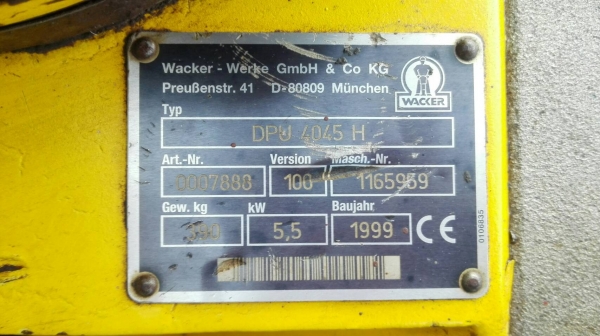 Wacker - Werke GmbH & Co KG
Preußenstr. 41 D-80809 München
WACKER
Typ
DPU 4045 H
Art.-Nr. Version Masch.-Nr.
0007888 100 1165959
Gew. kg kW Baujahr
5,5 1999 CE
0106835